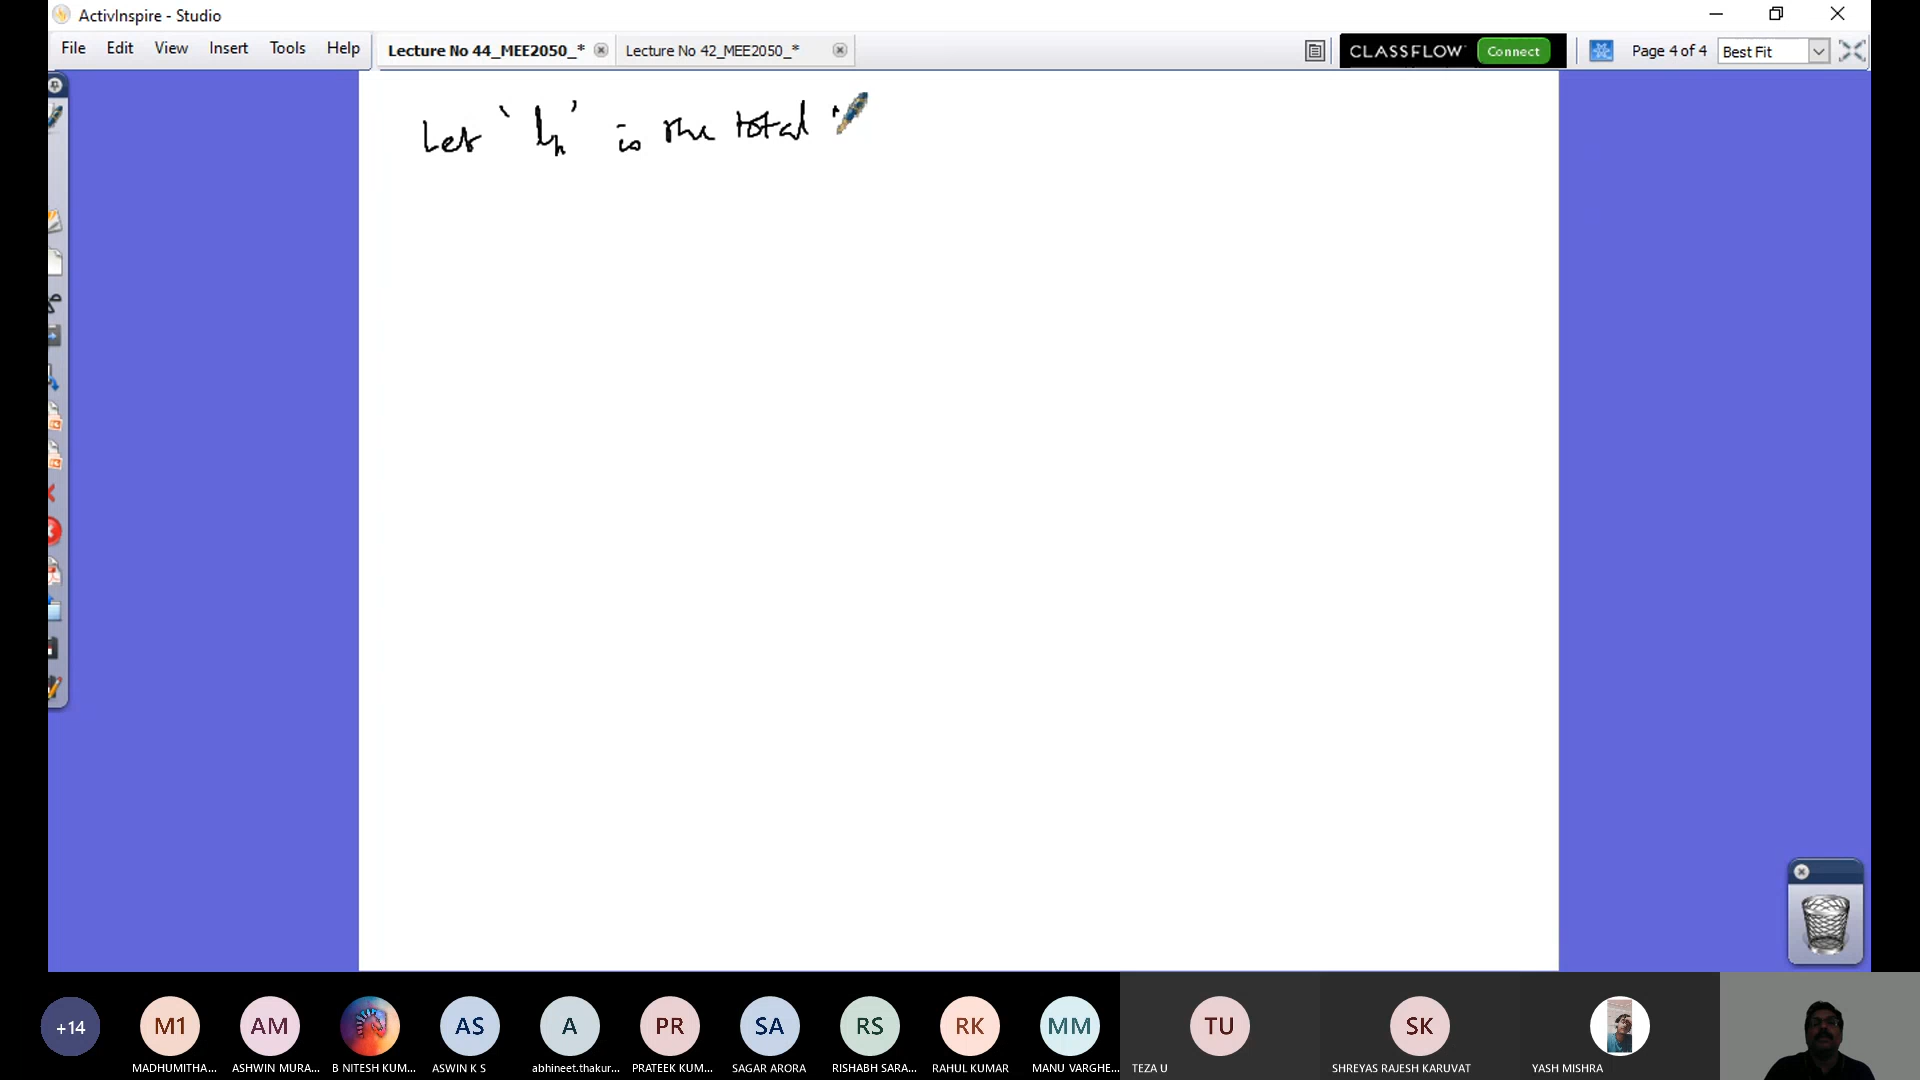 ActivInspire - Studio
File Edit View Insert Tools Help
Lecture No 44_MEE2050_* Lecture No 42_MEE2050_*
CLASSFLOW Connect
Page 4 of 4 Best Fit
Let ' Ih ' is the total
+14 M1 AM AS A PR SA RS RK MM TU SK
MADHUMITHA... ASHWIN MURA... B NITESH KUM... ASWIN K S abhineet.thakur... PRATEEK KUM... SAGAR ARORA RISHABH SARA... RAHUL KUMAR MANU VARGHE... TEZA U SHREYAS RAJESH KARUVAT YASH MISHRA